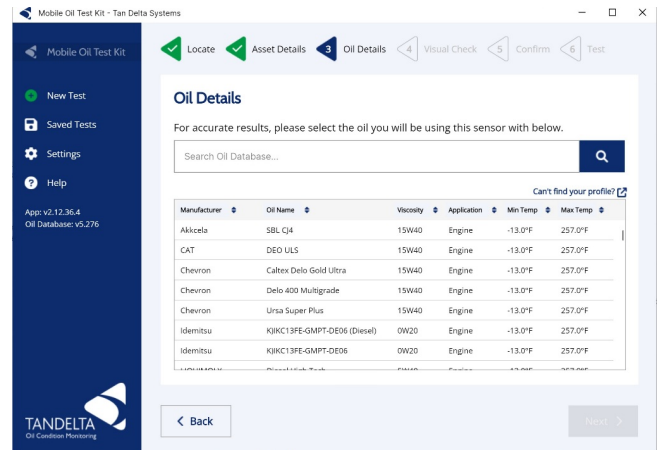 Mobile Oil Test Kit - Tan Delta Systems
Mobile Oil Test Kit
New Test
Saved Tests
Settings
Help
App: v2.12.36.4
Oil Database: v5.276
TANDELTA
Oil Condition Monitoring
Locate Asset Details 3 Oil Details 4 Visual Check 5 Confirm 6 Test
Oil Details
For accurate results, please select the oil you will be using this sensor with below.
Search Oil Database...
Can't find your profile?
Manufacturer Oil Name Viscosity Application Min Temp Max Temp
Akkcela SBL CJ4 15W40 Engine -13.0°F 257.0°F
CAT DEO ULS 15W40 Engine -13.0°F 257.0°F
Chevron Caltex Delo Gold Ultra 15W40 Engine -13.0°F 257.0°F
Chevron Delo 400 Multigrade 15W40 Engine -13.0°F 257.0°F
Chevron Ursa Super Plus 15W40 Engine -13.0°F 257.0°F
Idemitsu KJIKC13FE-GMPT-DE06 (Diesel) 0W20 Engine -13.0°F 257.0°F
Idemitsu KJIKC13FE-GMPT-DE06 0W20 Engine -13.0°F 257.0°F
Back
Next